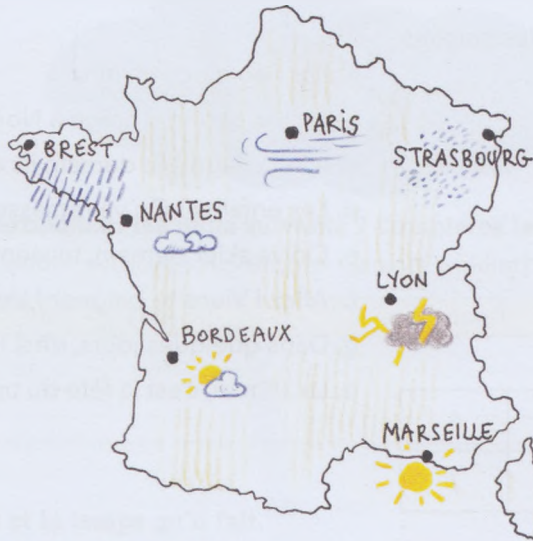 PARIS
BREST
STRASBOURG
NANTES
LYON
BORDEAUX
MARSEILLE